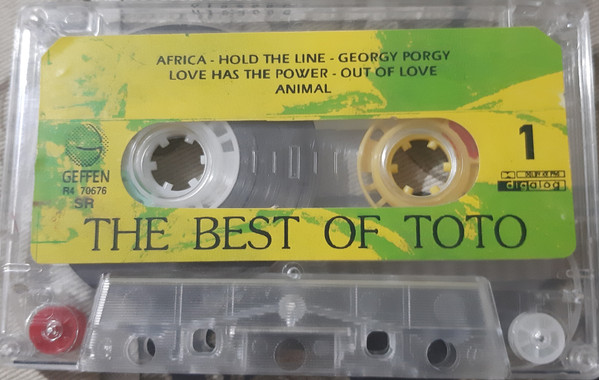 AFRICA - HOLD THE LINE - GEORGY PORGY
LOVE HAS THE POWER - OUT OF LOVE
ANIMAL
1
GEFFEN
R4 70676
SR
digalog
THE BEST OF TOTO